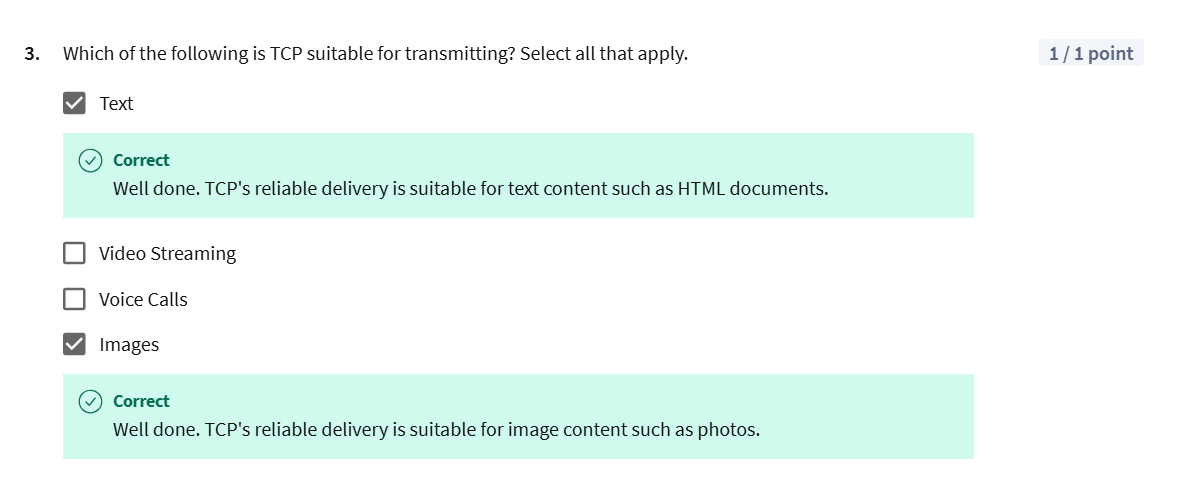 3. Which of the following is TCP suitable for transmitting? Select all that apply. 1 / 1 point
Text
Correct
Well done. TCP's reliable delivery is suitable for text content such as HTML documents.
Video Streaming
Voice Calls
Images
Correct
Well done. TCP's reliable delivery is suitable for image content such as photos.